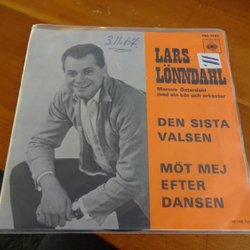 3.11.67.
CBS
LARS
LÖNNDAHL
Marcus Österdahl
med sin kör och orkester
DEN SISTA
VALSEN
MÖT MEJ
EFTER
DANSEN